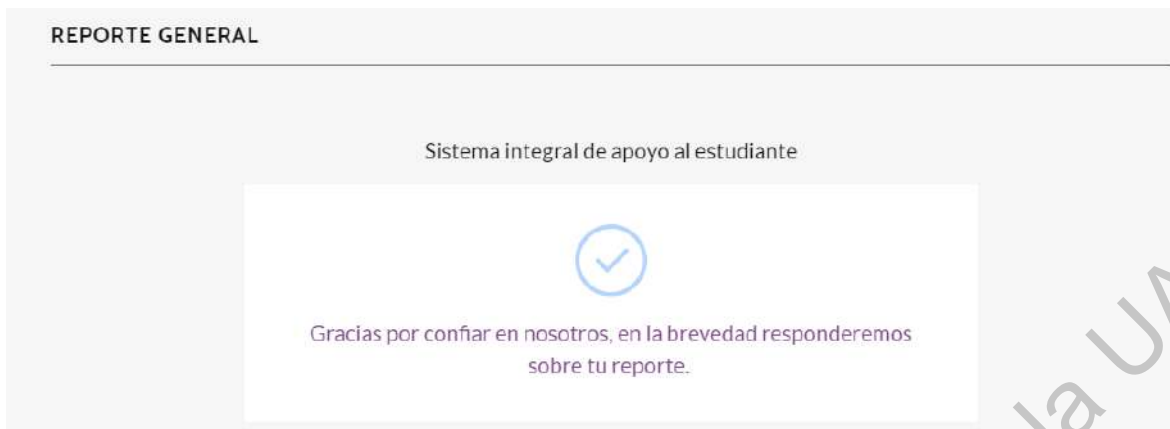 REPORTE GENERAL
Sistema integral de apoyo al estudiante
Gracias por confiar en nosotros, en la brevedad responderemos
sobre tu reporte.
la